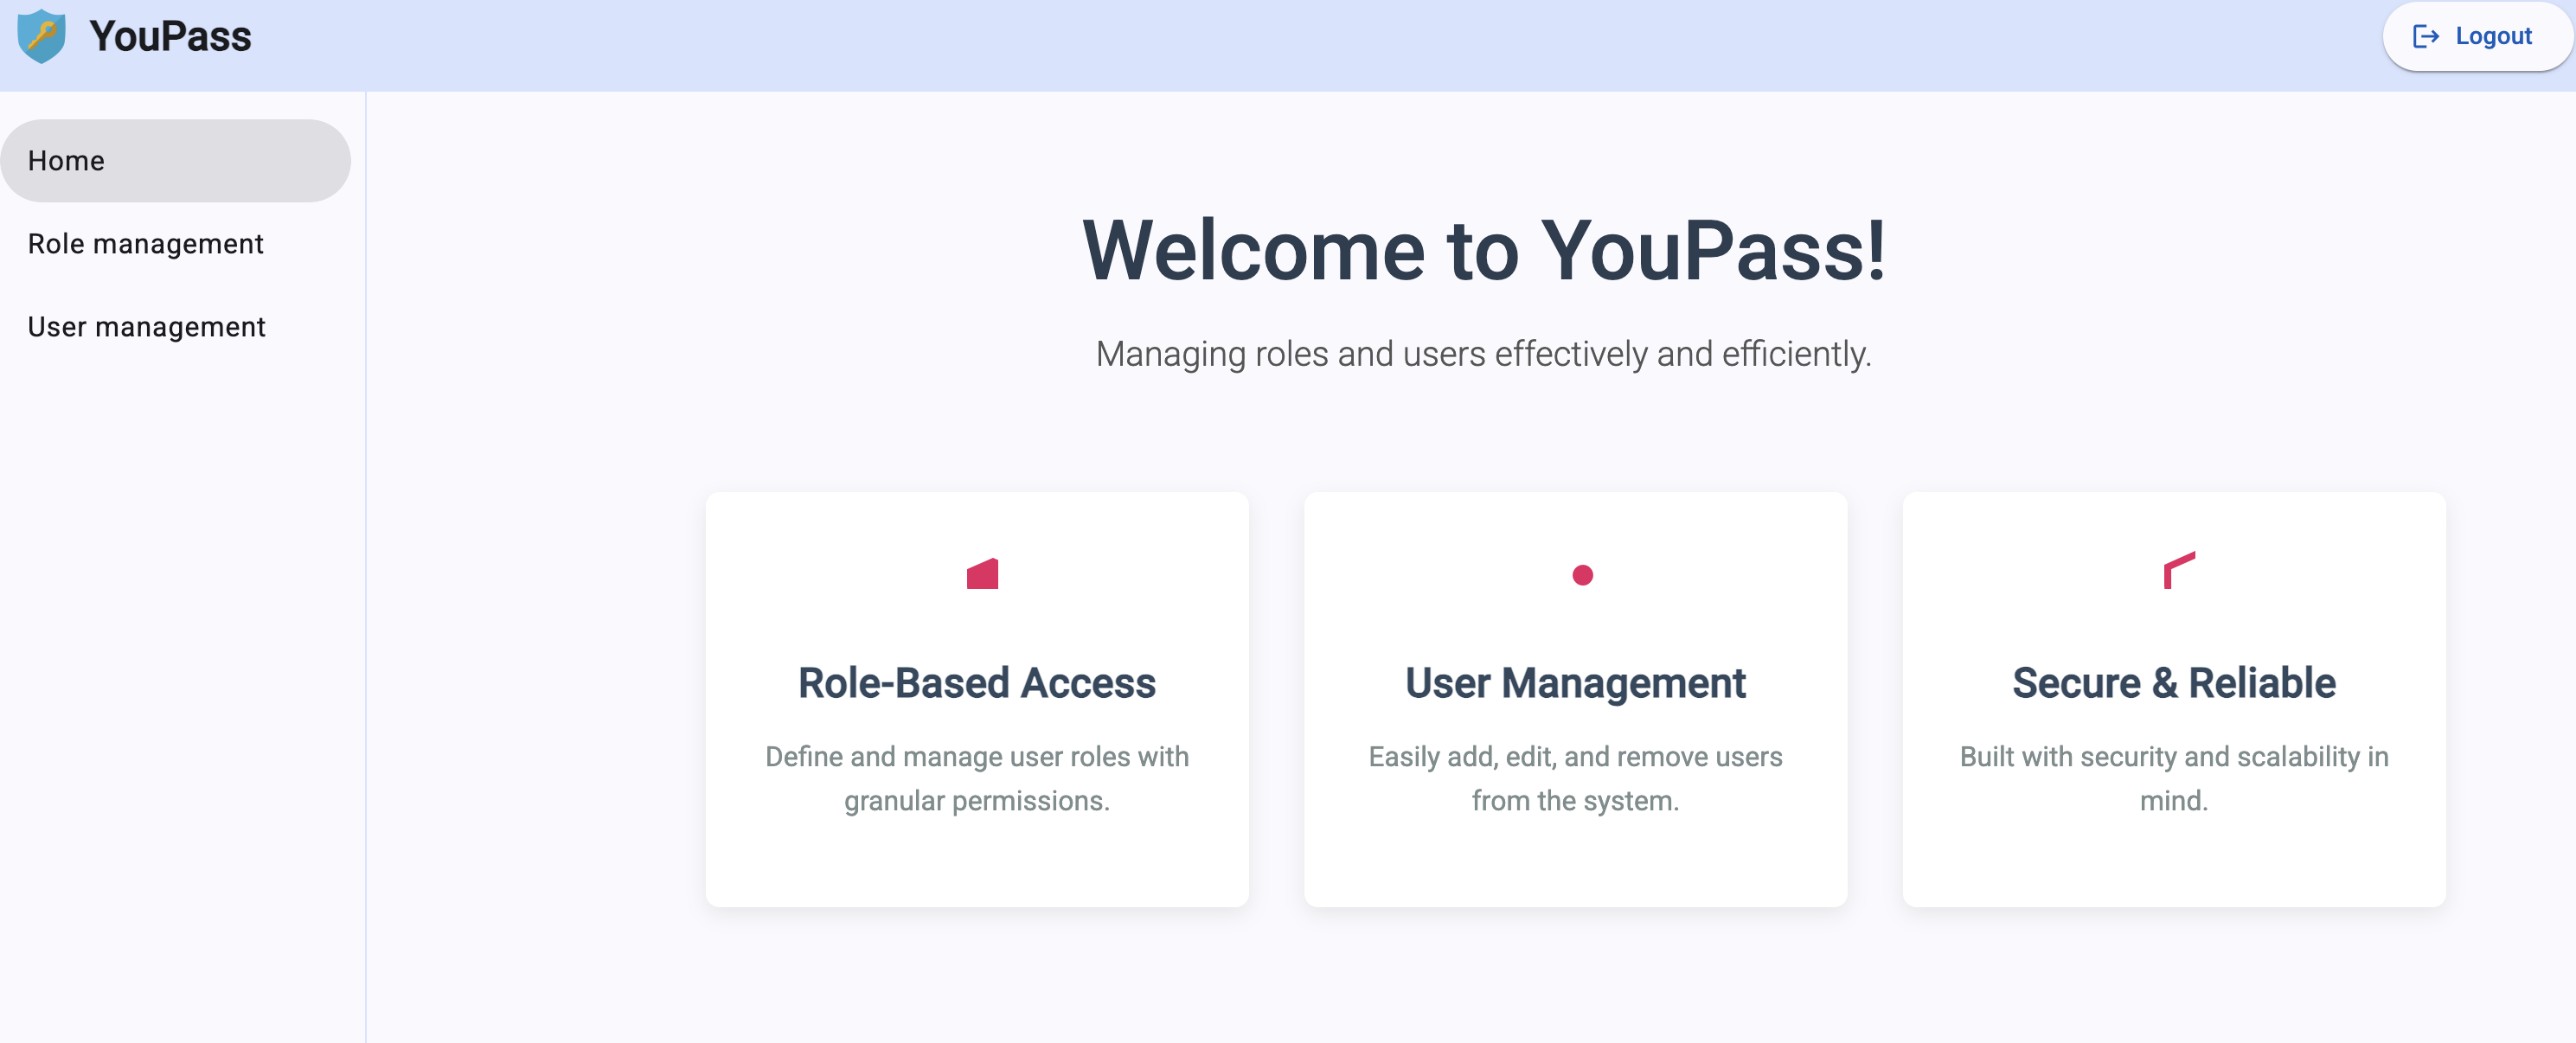 YouPass
Logout
Home
Role management
User management
Welcome to YouPass!
Managing roles and users effectively and efficiently.
Role-Based Access
Define and manage user roles with
granular permissions.
User Management
Easily add, edit, and remove users
from the system.
Secure & Reliable
Built with security and scalability in
mind.